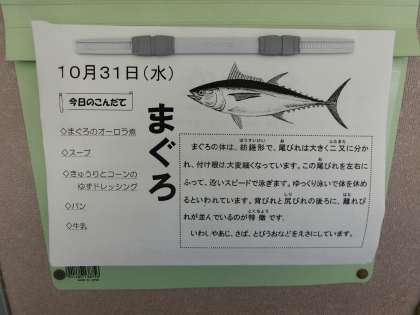 10月31日(水)
今日のこんだて
◇まぐろのオーロラ煮
◇スープ
◇きゅうりとコーンの
ゆずドレッシング
◇パン
◇牛乳
まぐろ
まぐろの体は、紡錘形で、尾びれは大きく二又に分か
れ、付け根は大変細くなっています。この尾びれを左右に
ふって、近いスピードで泳ぎます。ゆっくり泳いで体を休め
るといわれています。背びれと尻びれの後ろに、離れび
れが並んでいるのが特徴です。
いわしやあじ、さば、とびうおなどをえさにしています。